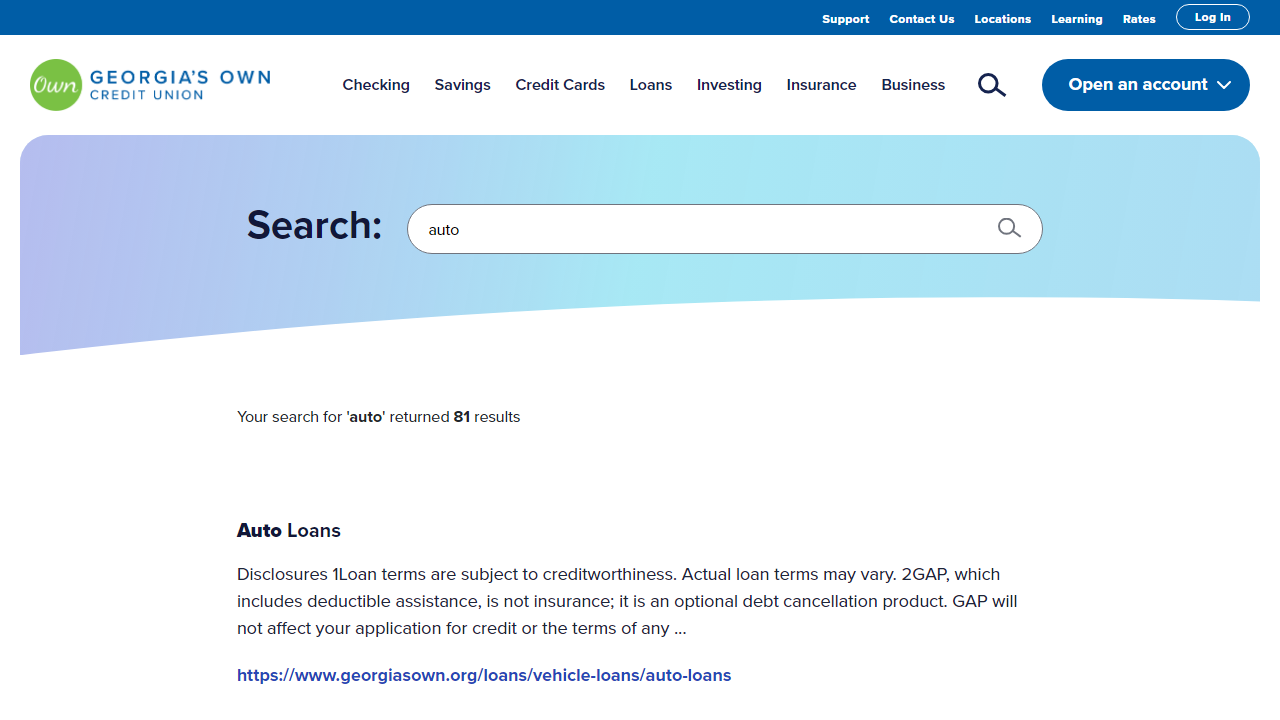 Support Contact Us Locations Learning Rates Log In
Own GEORGIA'S OWN
CREDIT UNION
Checking Savings Credit Cards Loans Investing Insurance Business Open an account
Search: auto
Your search for 'auto' returned 81 results
Auto Loans
Disclosures 1Loan terms are subject to creditworthiness. Actual loan terms may vary. 2GAP, which
includes deductible assistance, is not insurance; it is an optional debt cancellation product. GAP will
not affect your application for credit or the terms of any ...
https://www.georgiasown.org/loans/vehicle-loans/auto-loans